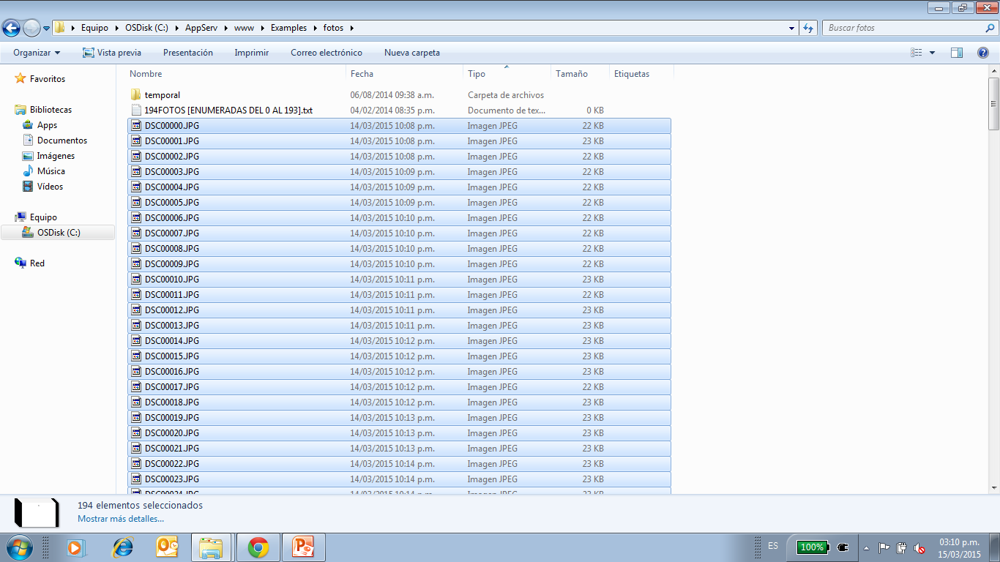 Equipo OSDisk (C:) AppServ www Examples fotos Buscar fotos
Organizar Vista previa Presentación Imprimir Correo electrónico Nueva carpeta
Favoritos
Bibliotecas
Apps
Documentos
Imágenes
Música
Vídeos
Equipo
OSDisk (C:)
Red
Nombre Fecha Tipo Tamaño Etiquetas
temporal 06/08/2014 09:38 a.m. Carpeta de archivos
194FOTOS [ENUMERADAS DEL 0 AL 193].txt 04/02/2014 08:35 p.m. Documento de tex... 0 KB
DSC00000.JPG 14/03/2015 10:08 p.m. Imagen JPEG 22 KB
DSC00001.JPG 14/03/2015 10:08 p.m. Imagen JPEG 23 KB
DSC00002.JPG 14/03/2015 10:08 p.m. Imagen JPEG 22 KB
DSC00003.JPG 14/03/2015 10:09 p.m. Imagen JPEG 22 KB
DSC00004.JPG 14/03/2015 10:09 p.m. Imagen JPEG 22 KB
DSC00005.JPG 14/03/2015 10:09 p.m. Imagen JPEG 22 KB
DSC00006.JPG 14/03/2015 10:10 p.m. Imagen JPEG 22 KB
DSC00007.JPG 14/03/2015 10:10 p.m. Imagen JPEG 22 KB
DSC00008.JPG 14/03/2015 10:10 p.m. Imagen JPEG 22 KB
DSC00009.JPG 14/03/2015 10:10 p.m. Imagen JPEG 22 KB
DSC00010.JPG 14/03/2015 10:11 p.m. Imagen JPEG 23 KB
DSC00011.JPG 14/03/2015 10:11 p.m. Imagen JPEG 22 KB
DSC00012.JPG 14/03/2015 10:11 p.m. Imagen JPEG 23 KB
DSC00013.JPG 14/03/2015 10:11 p.m. Imagen JPEG 23 KB
DSC00014.JPG 14/03/2015 10:12 p.m. Imagen JPEG 23 KB
DSC00015.JPG 14/03/2015 10:12 p.m. Imagen JPEG 23 KB
DSC00016.JPG 14/03/2015 10:12 p.m. Imagen JPEG 23 KB
DSC00017.JPG 14/03/2015 10:12 p.m. Imagen JPEG 22 KB
DSC00018.JPG 14/03/2015 10:12 p.m. Imagen JPEG 23 KB
DSC00019.JPG 14/03/2015 10:13 p.m. Imagen JPEG 23 KB
DSC00020.JPG 14/03/2015 10:13 p.m. Imagen JPEG 23 KB
DSC00021.JPG 14/03/2015 10:13 p.m. Imagen JPEG 23 KB
DSC00022.JPG 14/03/2015 10:14 p.m. Imagen JPEG 23 KB
DSC00023.JPG 14/03/2015 10:14 p.m. Imagen JPEG 23 KB
194 elementos seleccionados
Mostrar más detalles...
ES 100% 03:10 p.m.
15/03/2015